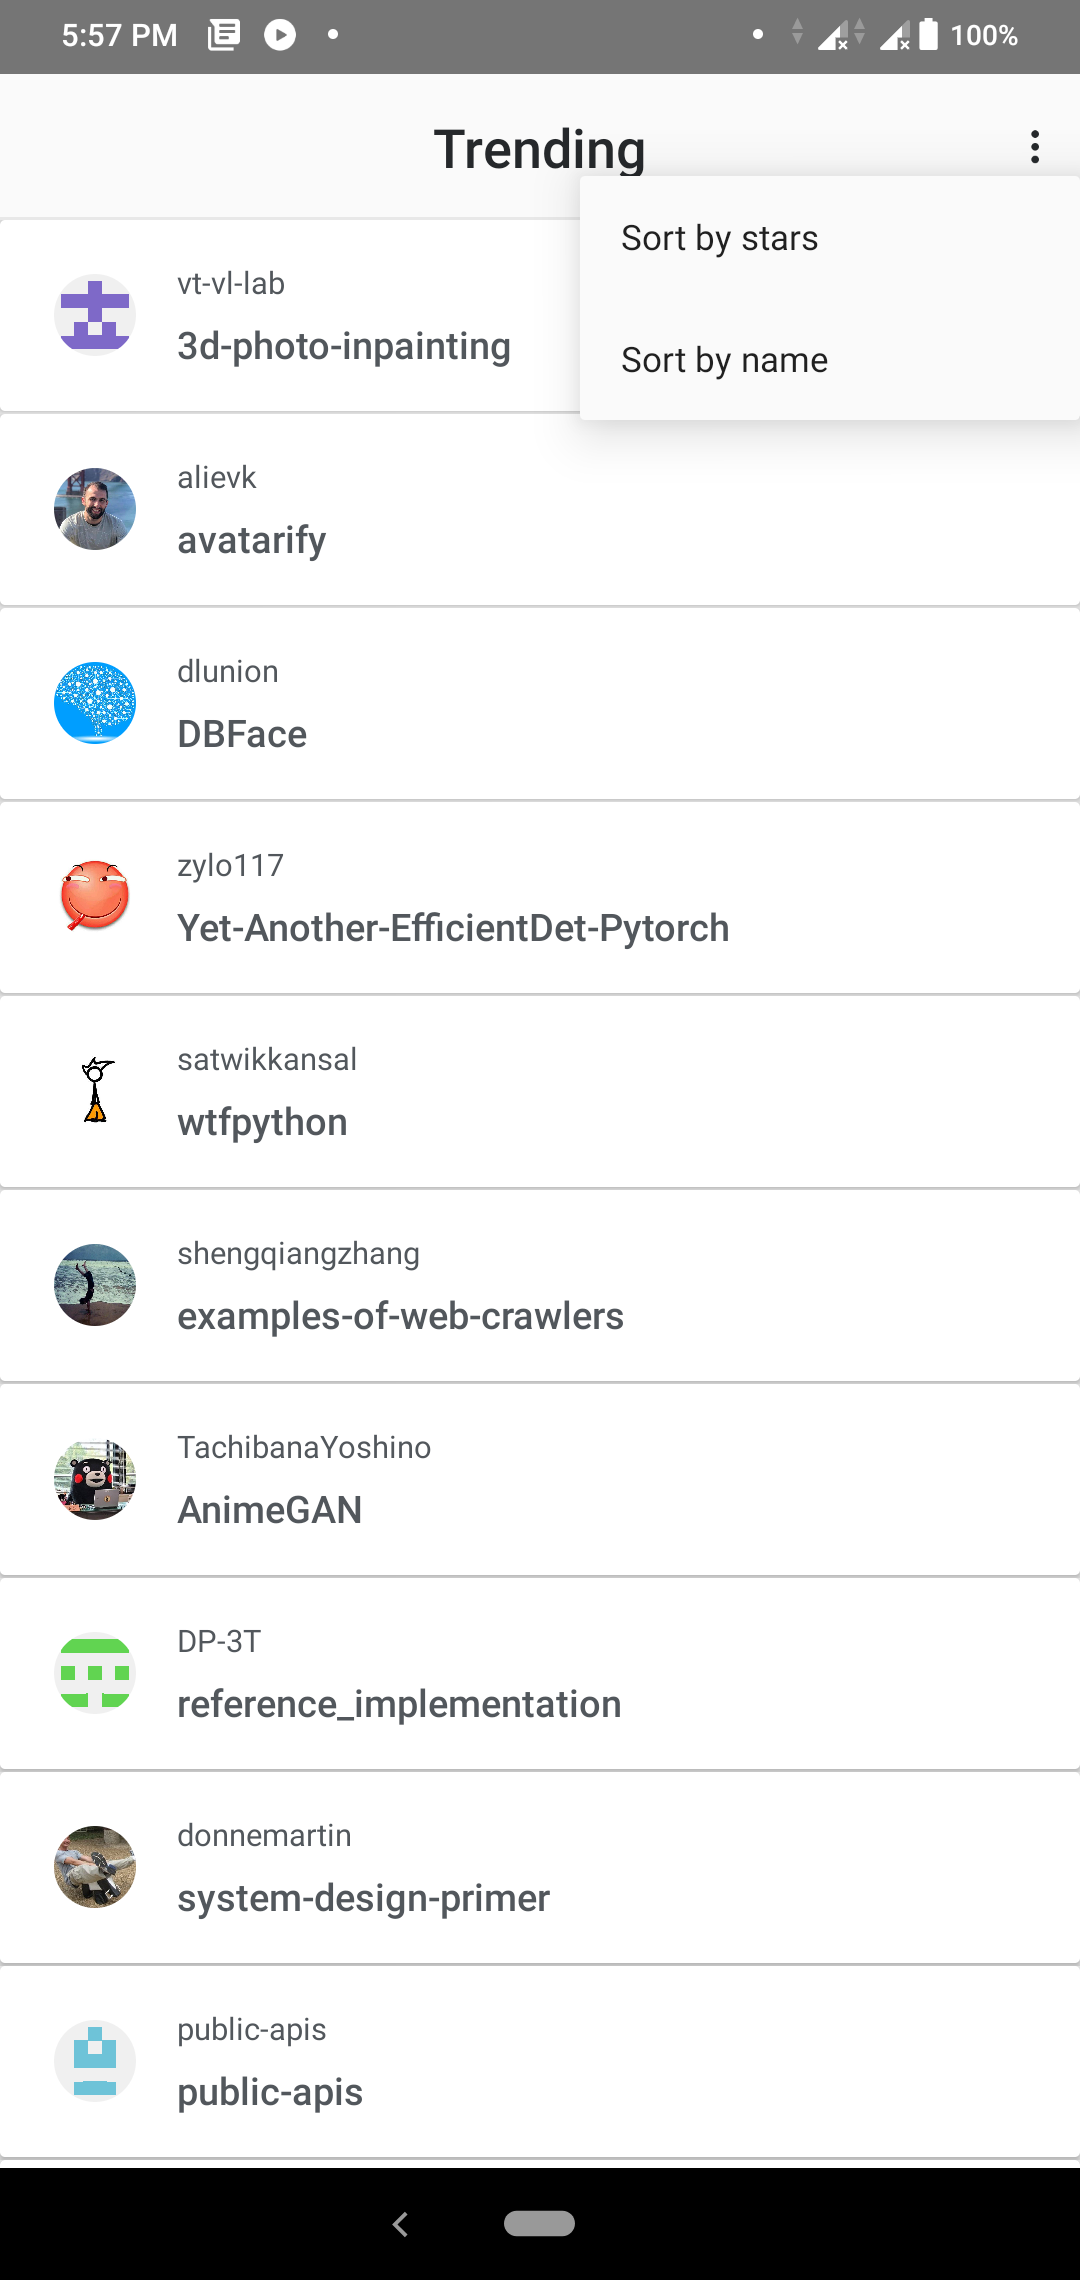 5:57 PM
100%
Trending
Sort by stars
Sort by name
vt-vl-lab
3d-photo-inpainting
alievk
avatarify
dlunion
DBFace
zylo117
Yet-Another-EfficientDet-Pytorch
satwikkansal
wtfpython
shengqiangzhang
examples-of-web-crawlers
TachibanaYoshino
AnimeGAN
DP-3T
reference_implementation
donnemartin
system-design-primer
public-apis
public-apis